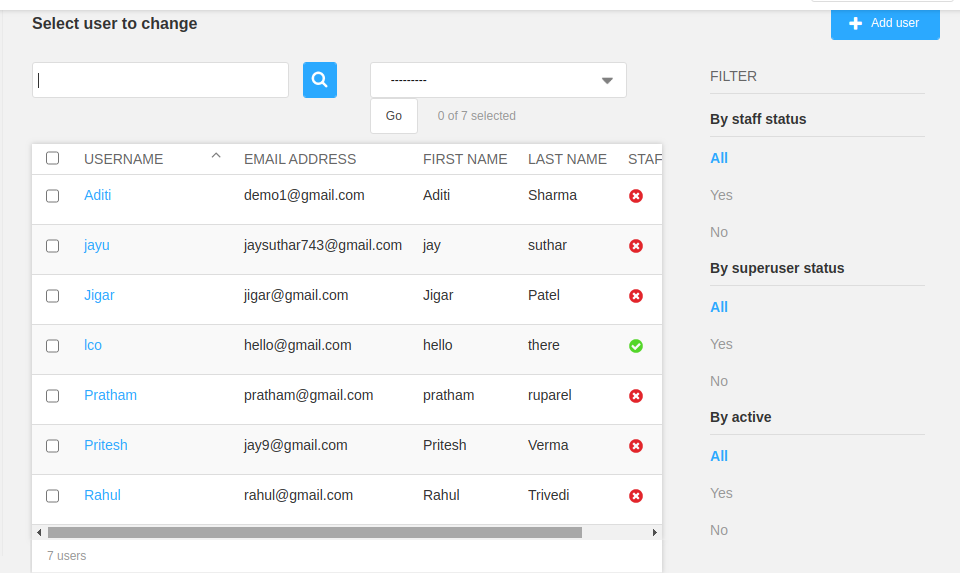 Select user to change
Add user
---------
Go
0 of 7 selected
USERNAME EMAIL ADDRESS FIRST NAME LAST NAME STAF
Aditi demo1@gmail.com Aditi Sharma
jayu jaysuthar743@gmail.com jay suthar
Jigar jigar@gmail.com Jigar Patel
lco hello@gmail.com hello there
Pratham pratham@gmail.com pratham ruparel
Pritesh jay9@gmail.com Pritesh Verma
Rahul rahul@gmail.com Rahul Trivedi
7 users
FILTER
By staff status
All
Yes
No
By superuser status
All
Yes
No
By active
All
Yes
No